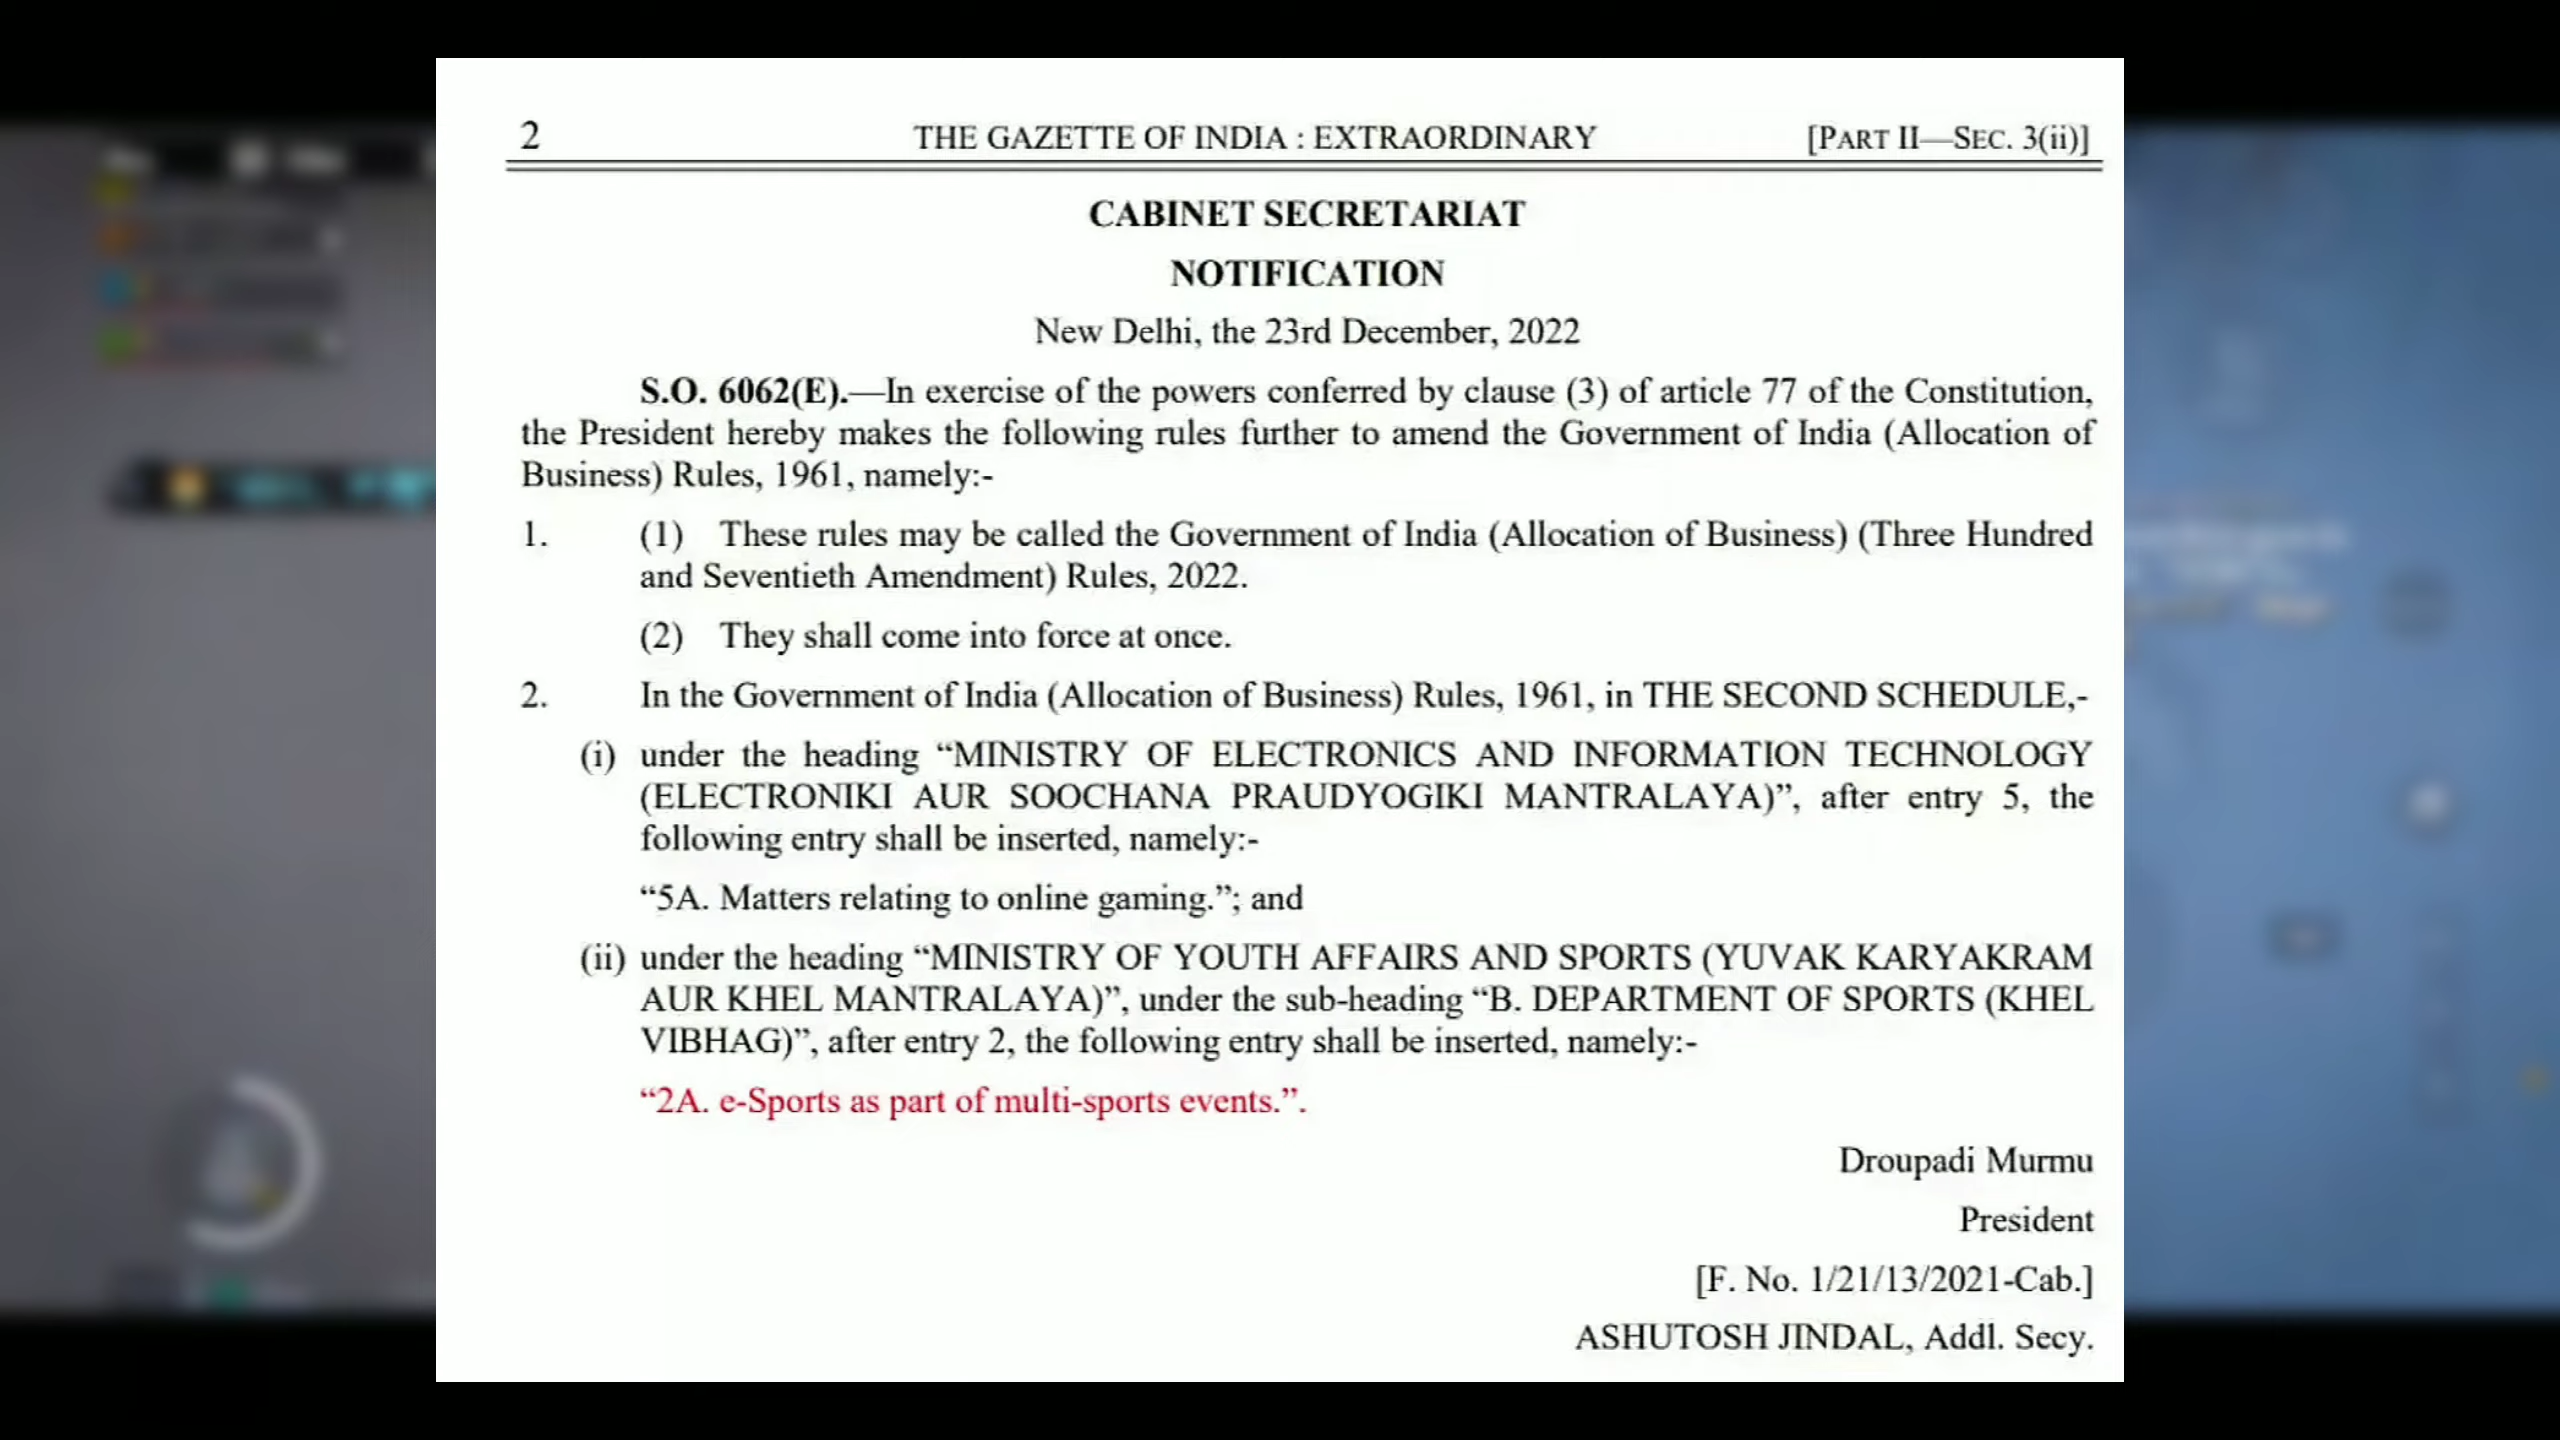 2 THE GAZETTE OF INDIA : EXTRAORDINARY [PART II—SEC. 3(ii)]
CABINET SECRETARIAT
NOTIFICATION
New Delhi, the 23rd December, 2022
S.O. 6062(E).—In exercise of the powers conferred by clause (3) of article 77 of the Constitution,
the President hereby makes the following rules further to amend the Government of India (Allocation of
Business) Rules, 1961, namely:-
1. (1) These rules may be called the Government of India (Allocation of Business) (Three Hundred
and Seventieth Amendment) Rules, 2022.
(2) They shall come into force at once.
2. In the Government of India (Allocation of Business) Rules, 1961, in THE SECOND SCHEDULE,-
(i) under the heading “MINISTRY OF ELECTRONICS AND INFORMATION TECHNOLOGY
(ELECTRONIKI AUR SOOCHANA PRAUDYOGIKI MANTRALAYA)”, after entry 5, the
following entry shall be inserted, namely:-
“5A. Matters relating to online gaming.”; and
(ii) under the heading “MINISTRY OF YOUTH AFFAIRS AND SPORTS (YUVAK KARYAKRAM
AUR KHEL MANTRALAYA)”, under the sub-heading “B. DEPARTMENT OF SPORTS (KHEL
VIBHAG)”, after entry 2, the following entry shall be inserted, namely:-
“2A. e-Sports as part of multi-sports events.”.
Droupadi Murmu
President
[F. No. 1/21/13/2021-Cab.]
ASHUTOSH JINDAL, Addl. Secy.